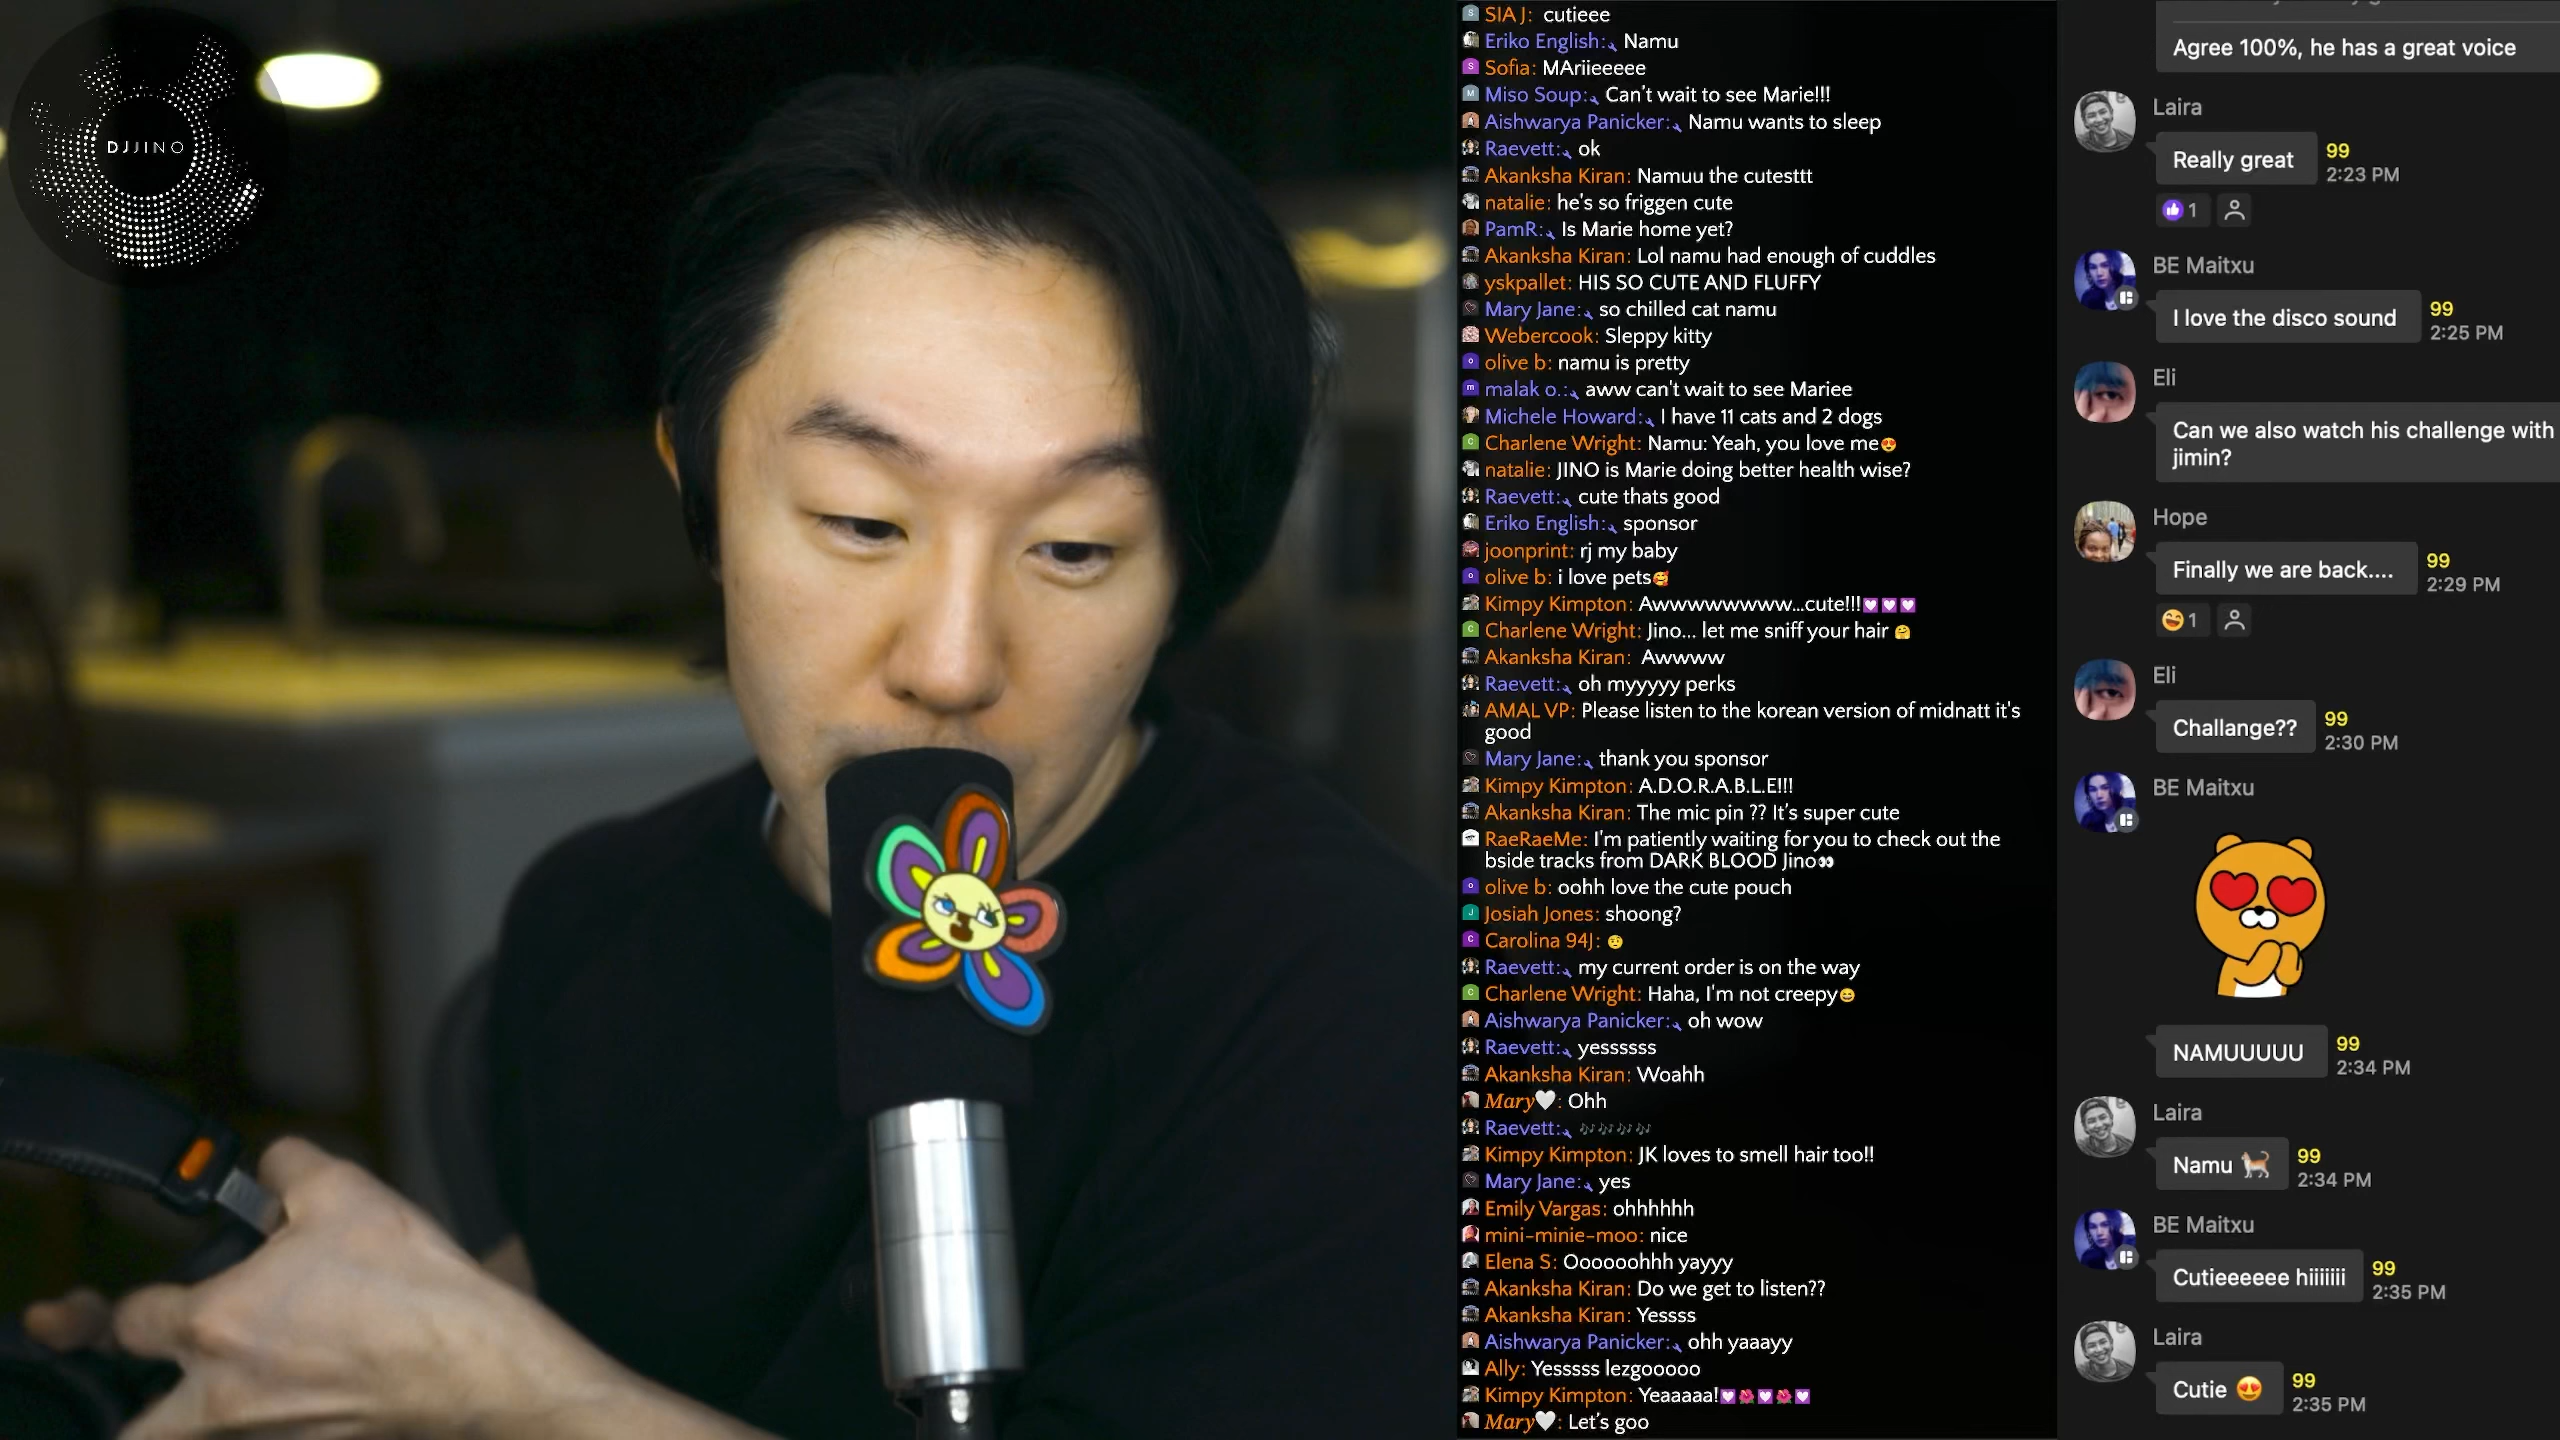 DJJINO
SIA J: cutieee
Eriko English: Namu
Sofia: MAriieeeee
Miso Soup: Can't wait to see Marie!!!
Aishwarya Panicker: Namu wants to sleep
Raevett: ok
Akanksha Kiran: Namuu the cutesttt
natalie: he's so friggen cute
PamR: Is Marie home yet?
Akanksha Kiran: Lol namu had enough of cuddles
yskpallet: HIS SO CUTE AND FLUFFY
Mary Jane: so chilled cat namu
Webercook: Sleppy kitty
olive b: namu is pretty
malak o.: aww can't wait to see Mariee
Michele Howard: I have 11 cats and 2 dogs
Charlene Wright: Namu: Yeah, you love me😍
natalie: JINO is Marie doing better health wise?
Raevett: cute thats good
Eriko English: sponsor
joonprint: rj my baby
olive b: i love pets🥰
Kimpy Kimpton: Awwwwwwww...cute!!!💟💟💟
Charlene Wright: Jino... let me sniff your hair 🤗
Akanksha Kiran: Awwww
Raevett: oh myyyyy perks
AMAL VP: Please listen to the korean version of midnatt it's
good
Mary Jane: thank you sponsor
Kimpy Kimpton: A.D.O.R.A.B.L.E!!!
Akanksha Kiran: The mic pin ?? It's super cute
RaeRaeMe: I'm patiently waiting for you to check out the
bside tracks from DARK BLOOD Jino👀
olive b: oohh love the cute pouch
Josiah Jones: shoong?
Carolina 94J: 🤨
Raevett: my current order is on the way
Charlene Wright: Haha, I'm not creepy😄
Aishwarya Panicker: oh wow
Raevett: yessssss
Akanksha Kiran: Woahh
Mary🤍: Ohh
Raevett: 🎶🎶🎶🎶
Kimpy Kimpton: JK loves to smell hair too!!
Mary Jane: yes
Emily Vargas: ohhhhhh
mini-minie-moo: nice
Elena S: Oooooohhh yayyy
Akanksha Kiran: Do we get to listen??
Akanksha Kiran: Yessss
Aishwarya Panicker: ohh yaaayy
Ally: Yesssss lezgooooo
Kimpy Kimpton: Yeaaaaa!💟🌺💟🌺💟
Mary🤍: Let's goo
Agree 100%, he has a great voice
Laira
Really great 99
2:23 PM
1
BE Maitxu
I love the disco sound 99
2:25 PM
Eli
Can we also watch his challenge with
jimin?
Hope
Finally we are back.... 99
2:29 PM
😆 1
Eli
Challange?? 99
2:30 PM
BE Maitxu
NAMUUUUU 99
2:34 PM
Laira
Namu 🐈 99
2:34 PM
BE Maitxu
Cutieeeeee hiiiiiii 99
2:35 PM
Laira
Cutie 😍 99
2:35 PM